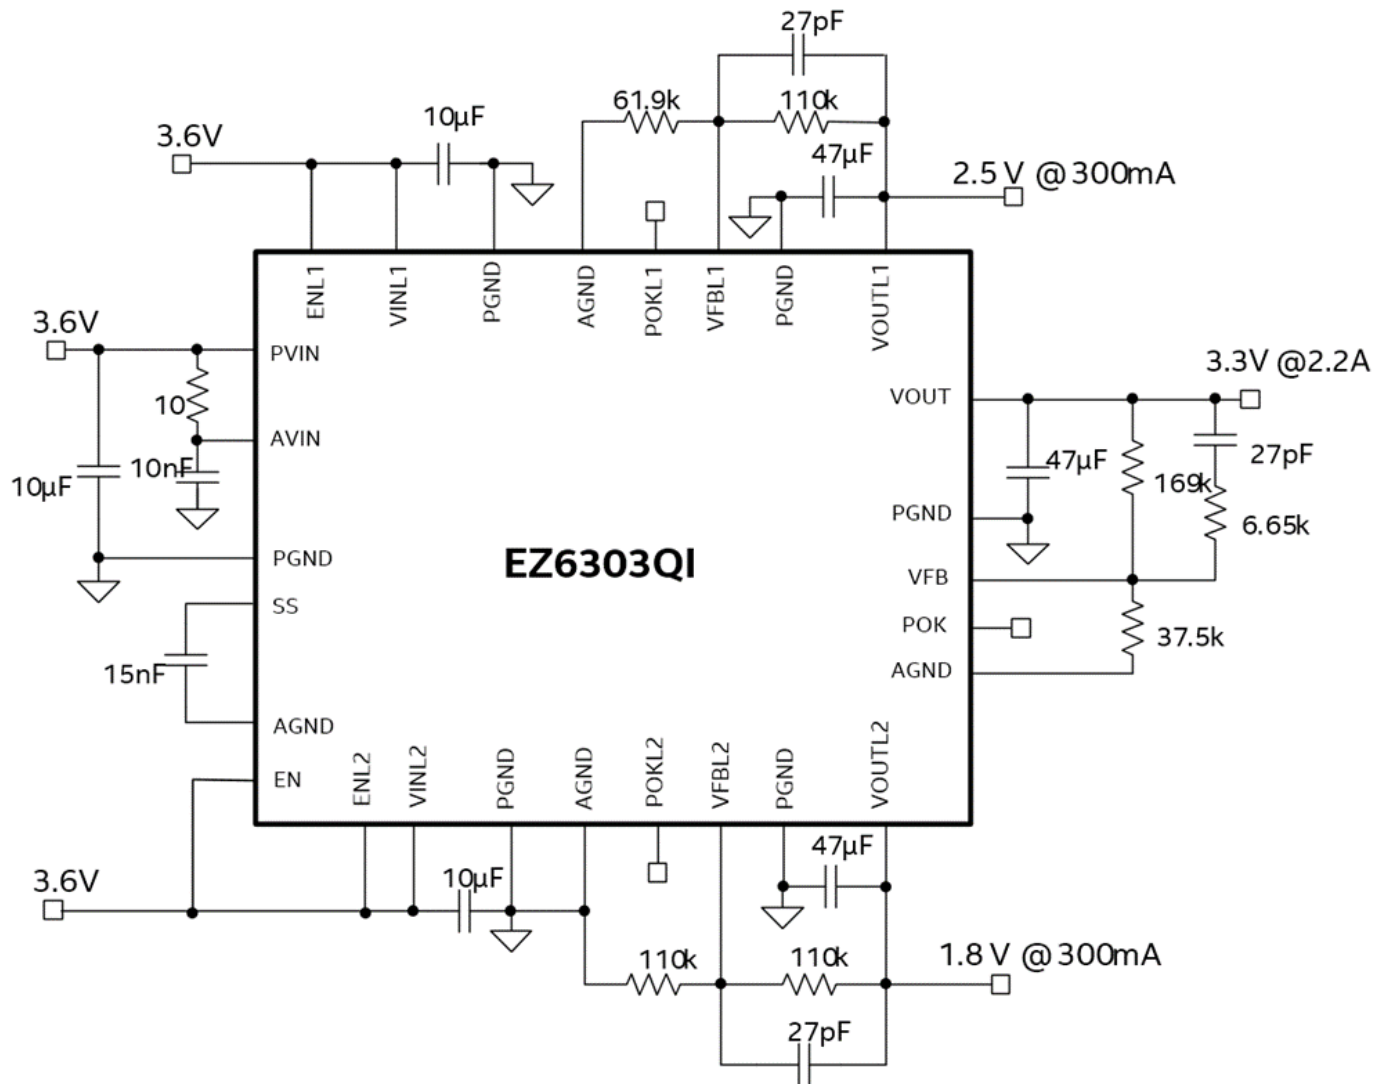 27pF
61.9k
110k
10µF
3.6V
47µF
2.5 V @ 300mA
ENL1
VINL1
PGND
AGND
POKL1
VFBL1
PGND
VOUTL1
3.6V
PVIN
3.3V @2.2A
VOUT
10
AVIN
10nF
10µF
47µF
27pF
169k
6.65k
PGND
PGND
EZ6303QI
VFB
SS
POK
37.5k
15nF
AGND
AGND
EN
ENL2
VINL2
PGND
AGND
POKL2
VFBL2
PGND
VOUTL2
47µF
3.6V
10µF
110k
110k
1.8 V @ 300mA
27pF